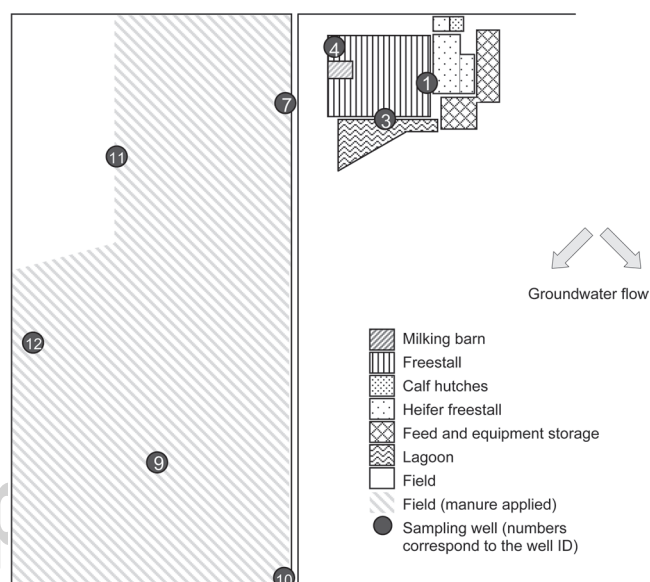 4
1
7
3
11
Groundwater flow
12
Milking barn
Freestall
Calf hutches
Heifer freestall
Feed and equipment storage
9
Lagoon
Field
Field (manure applied)
Sampling well (numbers
correspond to the well ID)
10